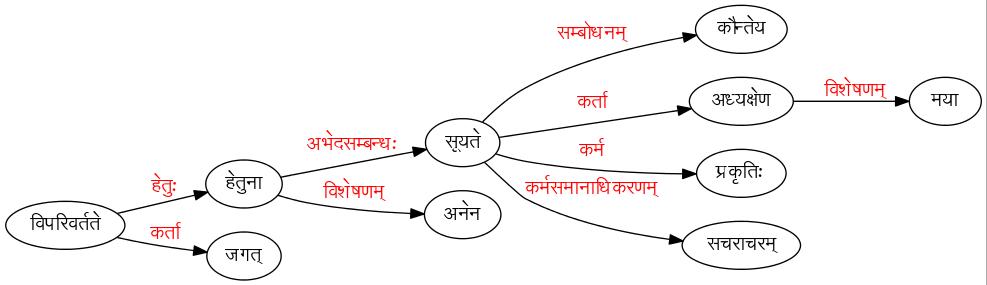 सम्बोधनम्
कौन्तेय
कर्ता
अध्यक्षेण
विशेषणम्
मया
अभेदसम्बन्धः
सूयते
कर्म
प्रकृतिः
हेतुः
हेतुना
विशेषणम्
अनेन
कर्मसमानाधिकरणम्
सचराचरम्
विपरिवर्तते
कर्ता
जगत्